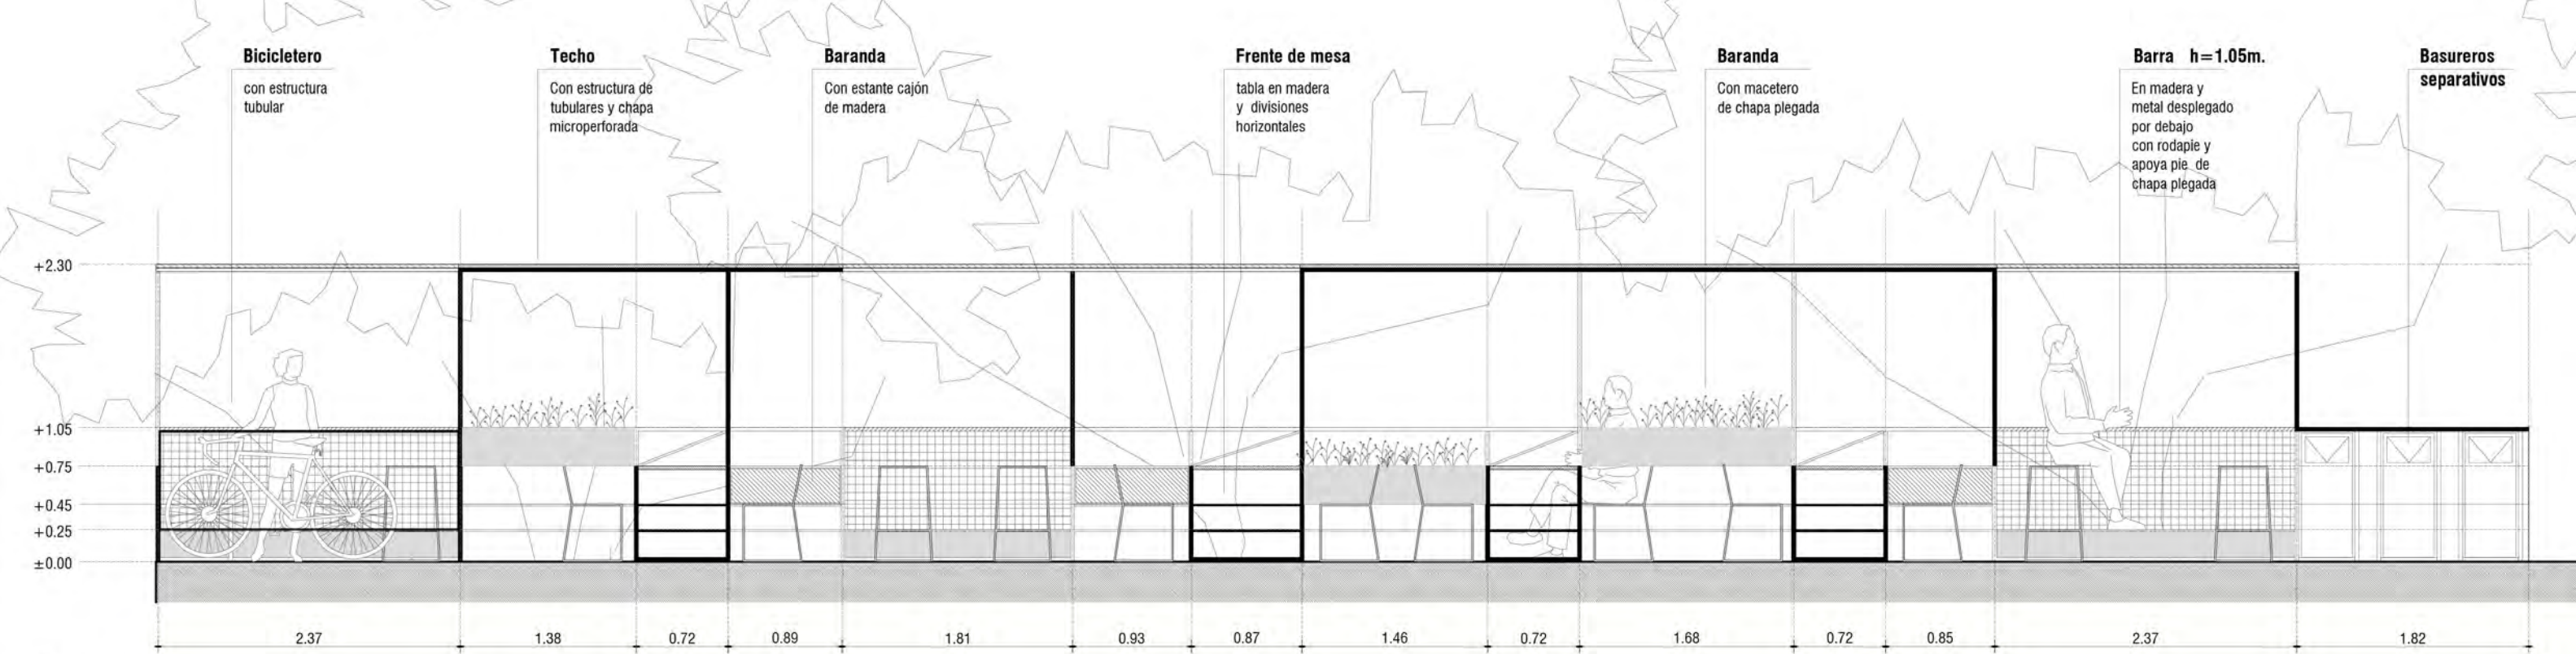 Bicicletero
con estructura
tubular
Techo
Con estructura de
tubulares y chapa
microperforada
Baranda
Con estante cajón
de madera
Frente de mesa
tabla en madera
y divisiones
horizontales
Baranda
Con macetero
de chapa plegada
Barra h=1.05m.
En madera y
metal desplegado
por debajo
con rodapie y
apoya pie de
chapa plegada
Basureros
separativos
+2.30
+1.05
+0.75
+0.45
+0.25
±0.00
2.37
1.38
0.72
0.89
1.81
0.93
0.87
1.46
0.72
1.68
0.72
0.85
2.37
1.82